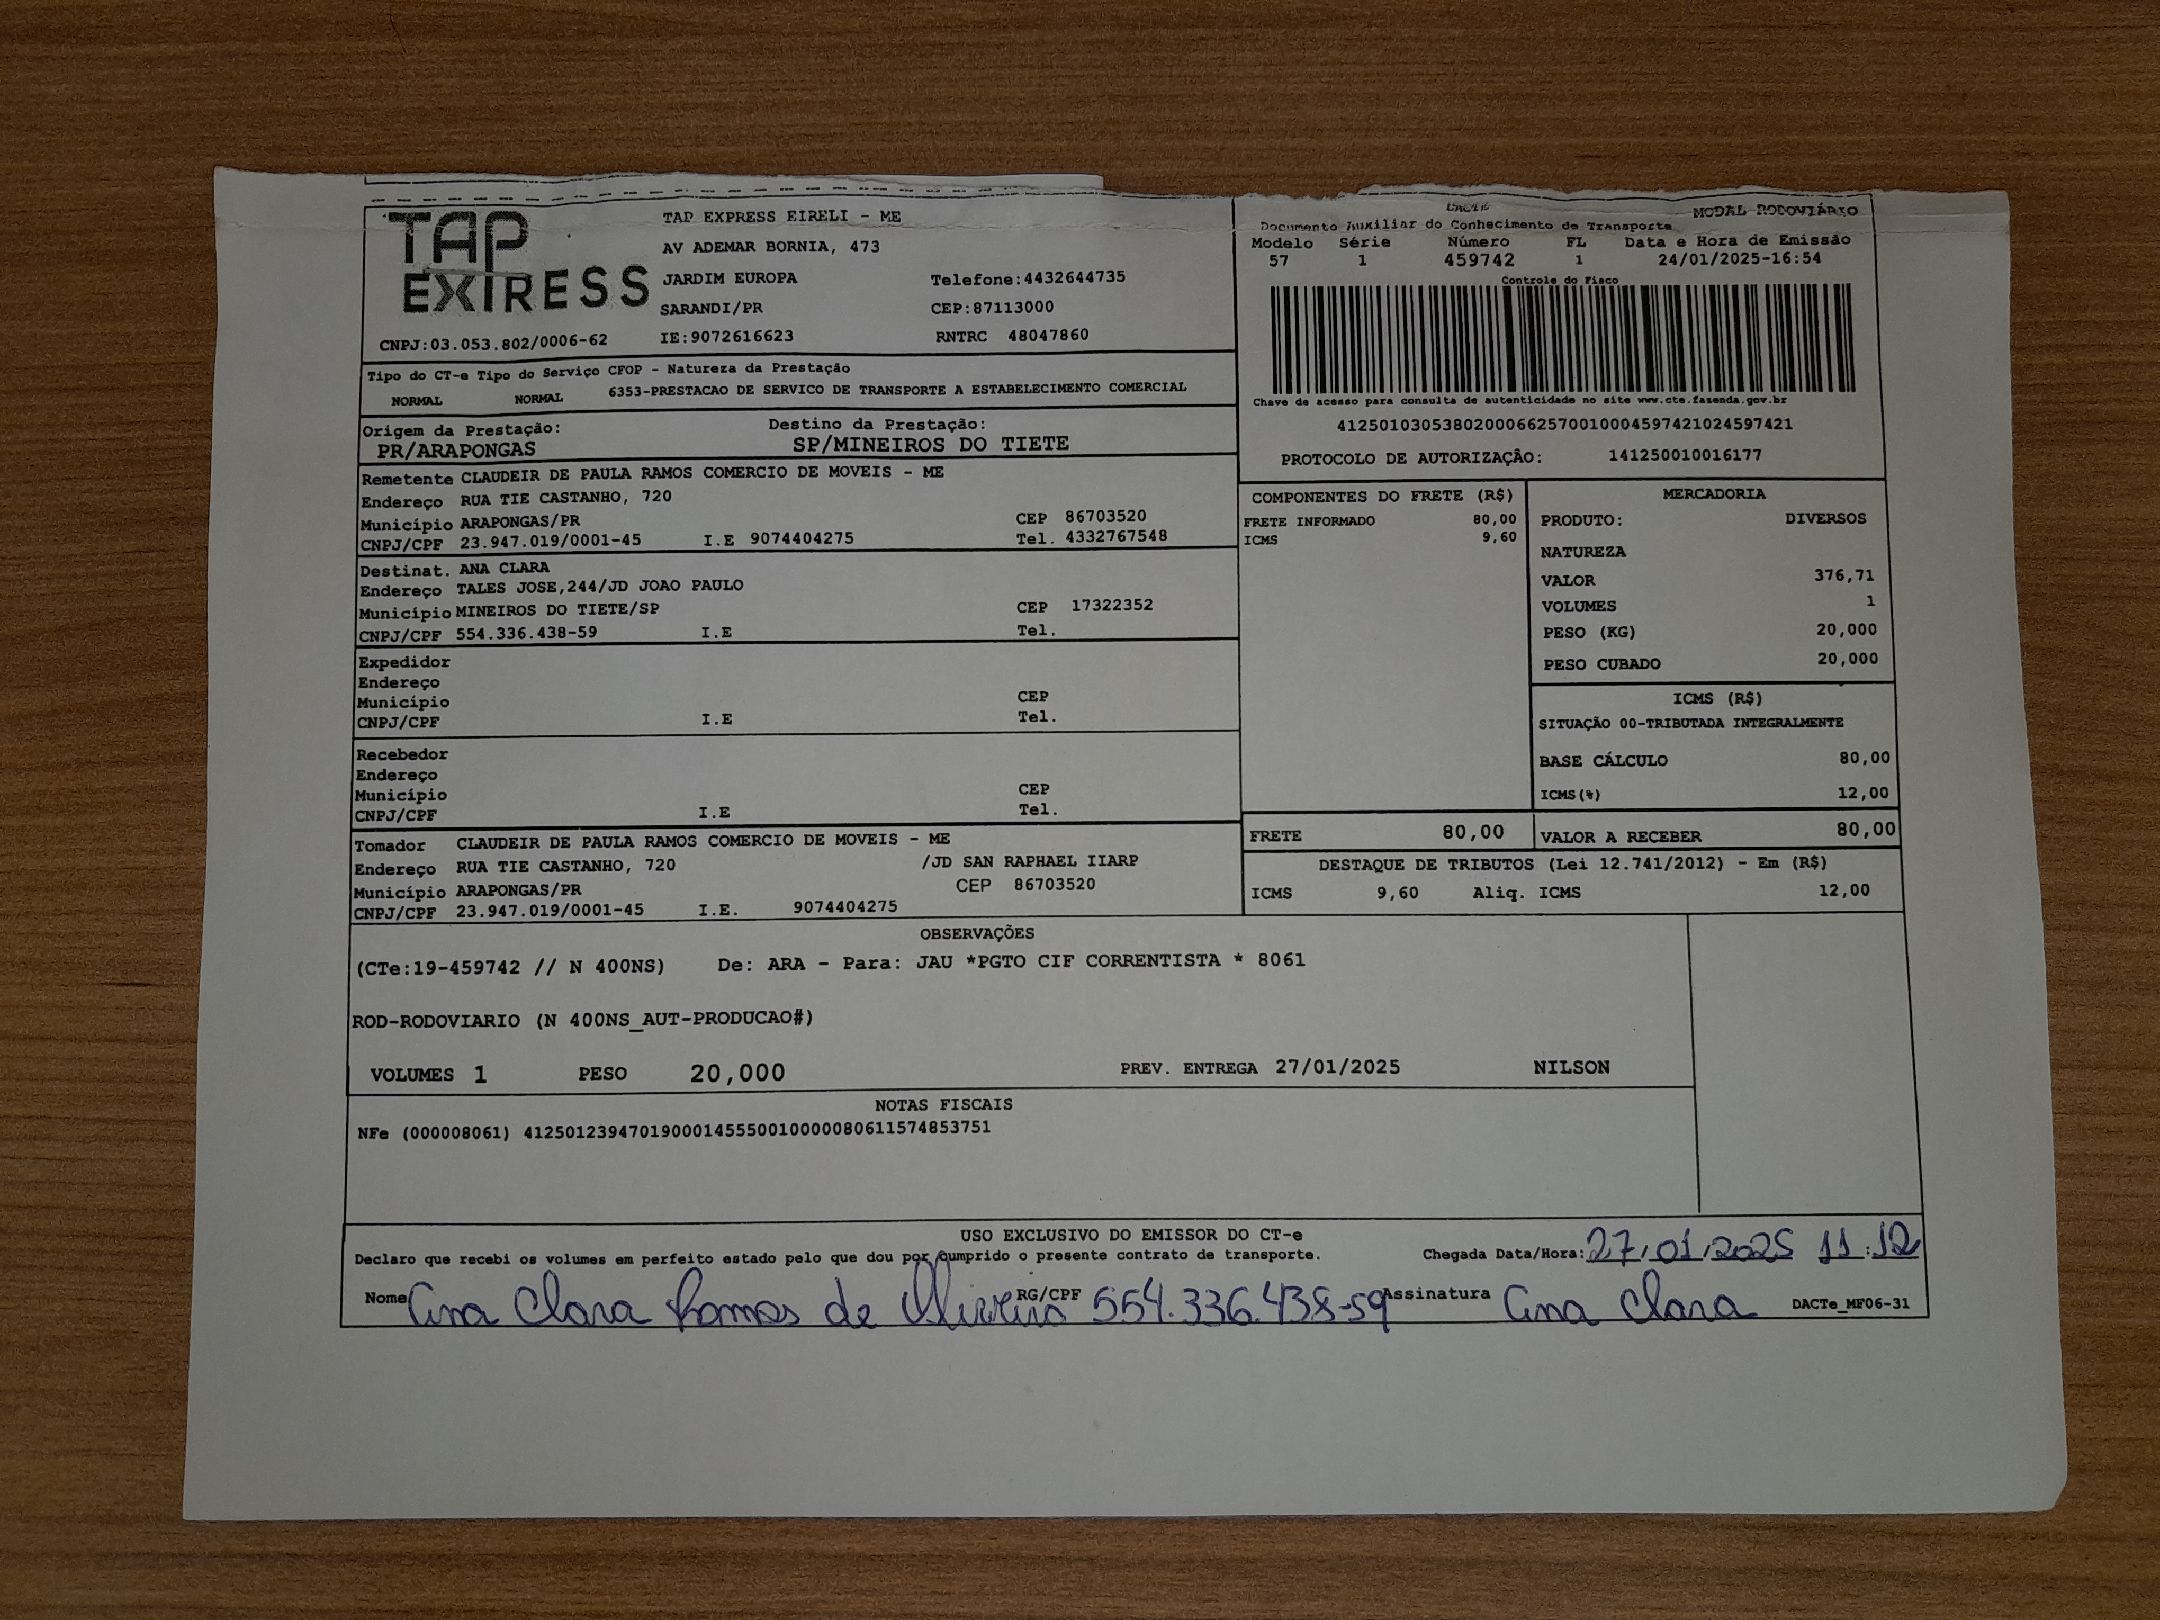 TAP
EXPRESS
CNPJ:03.053.802/0006-62
TAP EXPRESS EIRELI - ME
AV ADEMAR BORNIA, 473
JARDIM EUROPA Telefone:4432644735
SARANDI/PR CEP:87113000
IE:9072616623 RNTRC 48047860
DACTE MODAL RODOVIÁRIO
Documento Auxiliar do Conhecimento de Transporte
Modelo Série Número FL Data e Hora de Emissão
57 1 459742 1 24/01/2025-16:54
Controle do Fisco
Chave de acesso para consulta de autenticidade no site www.cte.fazenda.gov.br
41250103053802000662570010004597421024597421
PROTOCOLO DE AUTORIZAÇÂO: 141250010016177
Tipo do CT-e Tipo do Serviço CFOP - Natureza da Prestação
NORMAL NORMAL 6353-PRESTACAO DE SERVICO DE TRANSPORTE A ESTABELECIMENTO COMERCIAL
Origem da Prestação: Destino da Prestação:
PR/ARAPONGAS SP/MINEIROS DO TIETE
Remetente CLAUDEIR DE PAULA RAMOS COMERCIO DE MOVEIS - ME
Endereço RUA TIE CASTANHO, 720
Município ARAPONGAS/PR CEP 86703520
CNPJ/CPF 23.947.019/0001-45 I.E 9074404275 Tel. 4332767548
Destinat. ANA CLARA
Endereço TALES JOSE,244/JD JOAO PAULO
Município MINEIROS DO TIETE/SP CEP 17322352
CNPJ/CPF 554.336.438-59 I.E Tel.
Expedidor
Endereço
Município CEP
CNPJ/CPF I.E Tel.
Recebedor
Endereço
Município CEP
CNPJ/CPF I.E Tel.
Tomador CLAUDEIR DE PAULA RAMOS COMERCIO DE MOVEIS - ME
Endereço RUA TIE CASTANHO, 720 /JD SAN RAPHAEL IIARP
Município ARAPONGAS/PR CEP 86703520
CNPJ/CPF 23.947.019/0001-45 I.E. 9074404275
COMPONENTES DO FRETE (R$)
FRETE INFORMADO 80,00
ICMS 9,60
MERCADORIA
PRODUTO: DIVERSOS
NATUREZA
VALOR 376,71
VOLUMES 1
PESO (KG) 20,000
PESO CUBADO 20,000
ICMS (R$)
SITUAÇÃO 00-TRIBUTADA INTEGRALMENTE
BASE CÁLCULO 80,00
ICMS(%) 12,00
FRETE 80,00 VALOR A RECEBER 80,00
DESTAQUE DE TRIBUTOS (Lei 12.741/2012) - Em (R$)
ICMS 9,60 Aliq. ICMS 12,00
OBSERVAÇÕES
(CTe:19-459742 // N 400NS) De: ARA - Para: JAU *PGTO CIF CORRENTISTA * 8061
ROD-RODOVIARIO (N 400NS_AUT-PRODUCAO#)
VOLUMES 1 PESO 20,000 PREV. ENTREGA 27/01/2025 NILSON
NOTAS FISCAIS
NFe (000008061) 41250123947019000145550010000080611574853751
USO EXCLUSIVO DO EMISSOR DO CT-e
Declaro que recebi os volumes em perfeito estado pelo que dou por cumprido o presente contrato de transporte. Chegada Data/Hora: 27/01/2025 11:12
Nome Ana Clara Ramos de Oliveira RG/CPF 554.336.438-59 Assinatura Ana Clara DACTe_MF06-31